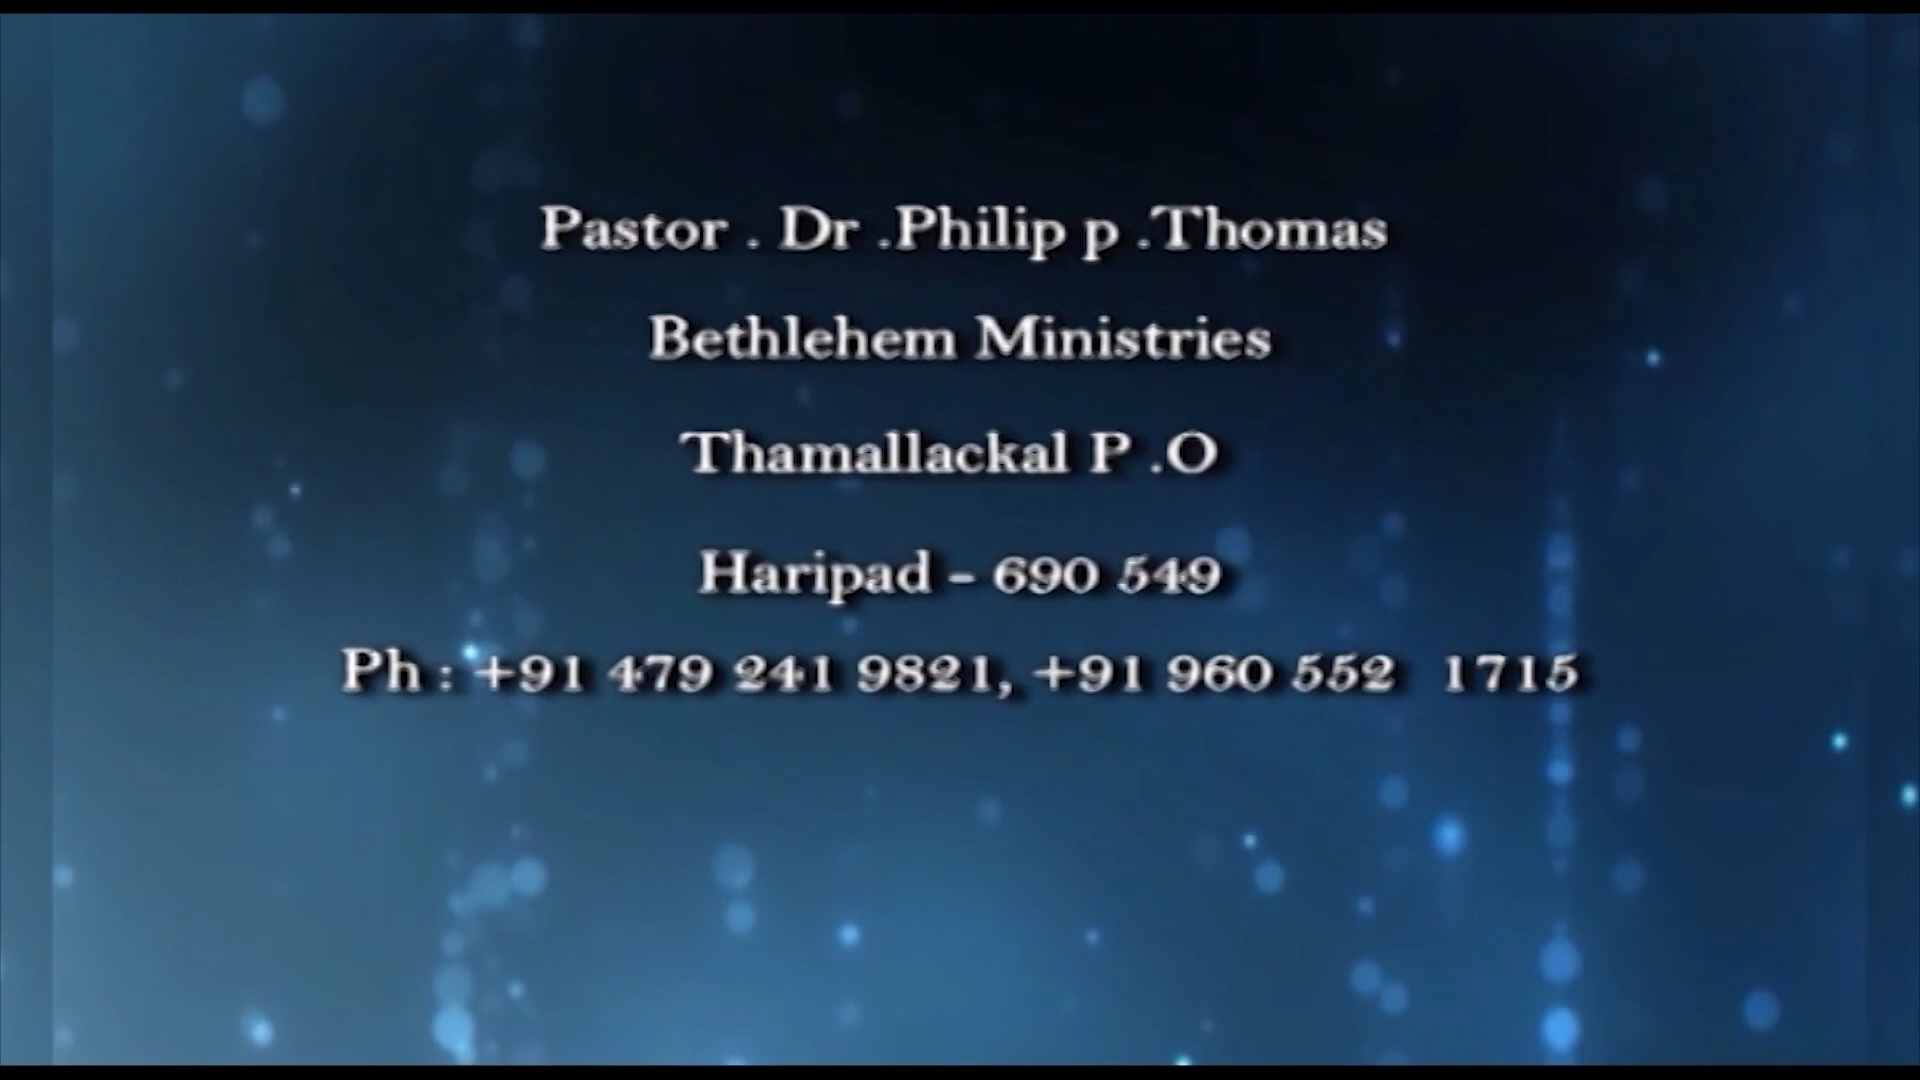 Pastor . Dr .Philip p .Thomas
Bethlehem Ministries
Thamallackal P .O
Haripad - 690 549
Ph : +91 479 241 9821, +91 960 552 1715